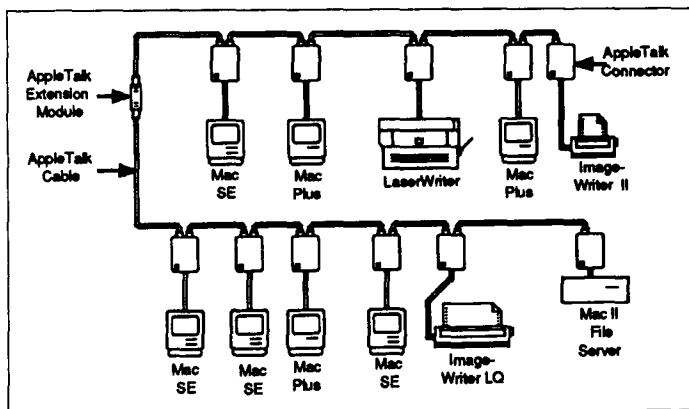 AppleTalk
Extension
Module
AppleTalk
Connector
AppleTalk
Cable
Mac
SE
Mac
Plus
LaserWriter
Mac
Plus
Image-
Writer II
Mac
SE
Mac
SE
Mac
Plus
Mac
SE
Image-
Writer LQ
Mac II
File
Server